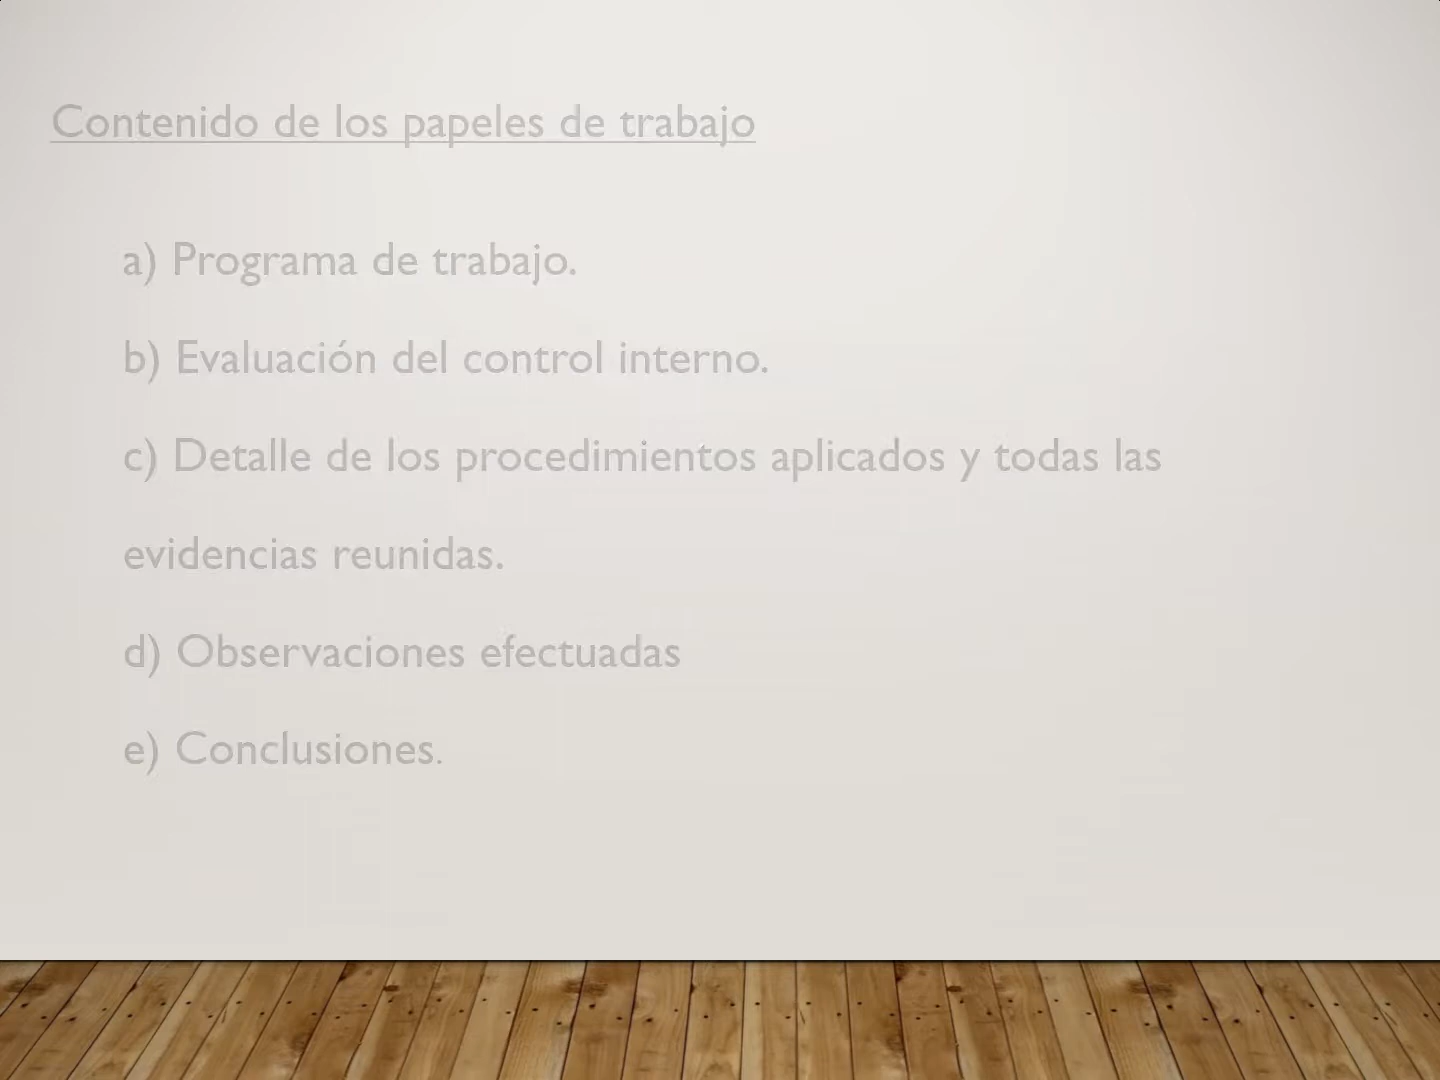 Contenido de los papeles de trabajo
a) Programa de trabajo.
b) Evaluación del control interno.
c) Detalle de los procedimientos aplicados y todas las
evidencias reunidas.
d) Observaciones efectuadas
e) Conclusiones.